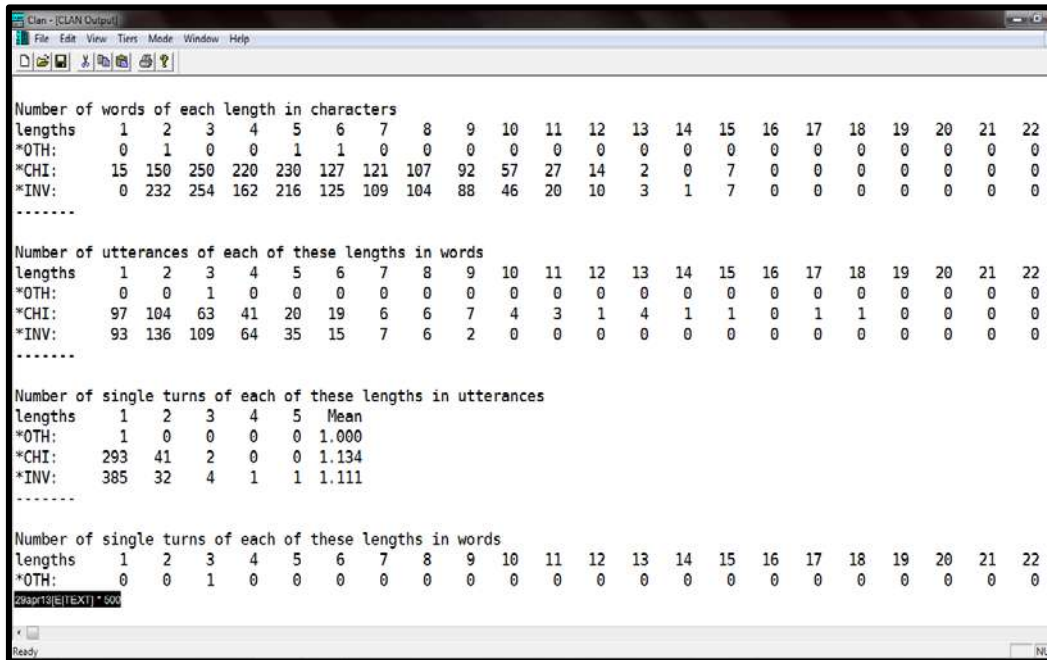 Clan - [CLAN Output]
File Edit View Tiers Mode Window Help
Number of words of each length in characters
lengths 1 2 3 4 5 6 7 8 9 10 11 12 13 14 15 16 17 18 19 20 21 22
*OTH: 0 1 0 0 1 1 0 0 0 0 0 0 0 0 0 0 0 0 0 0 0 0
*CHI: 15 150 250 220 230 127 121 107 92 57 27 14 2 0 7 0 0 0 0 0 0 0
*INV: 0 232 254 162 216 125 109 104 88 46 20 10 3 1 7 0 0 0 0 0 0 0
-------
Number of utterances of each of these lengths in words
lengths 1 2 3 4 5 6 7 8 9 10 11 12 13 14 15 16 17 18 19 20 21 22
*OTH: 0 0 1 0 0 0 0 0 0 0 0 0 0 0 0 0 0 0 0 0 0 0
*CHI: 97 104 63 41 20 19 6 6 7 4 3 1 4 1 1 0 1 1 0 0 0 0
*INV: 93 136 109 64 35 15 7 6 2 0 0 0 0 0 0 0 0 0 0 0 0 0
-------
Number of single turns of each of these lengths in utterances
lengths 1 2 3 4 5 Mean
*OTH: 1 0 0 0 0 1.000
*CHI: 293 41 2 0 0 1.134
*INV: 385 32 4 1 1 1.111
-------
Number of single turns of each of these lengths in words
lengths 1 2 3 4 5 6 7 8 9 10 11 12 13 14 15 16 17 18 19 20 21 22
*OTH: 0 0 1 0 0 0 0 0 0 0 0 0 0 0 0 0 0 0 0 0 0 0
29apr13[E|TEXT] * 500
Ready